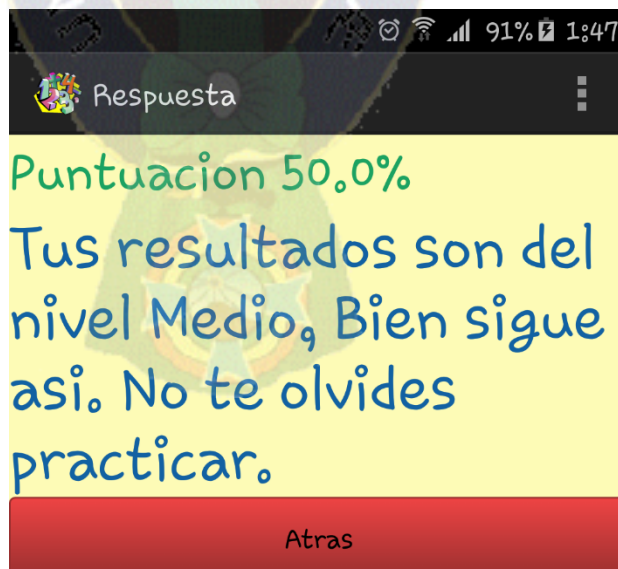 91% 1:47
Respuesta
Puntuacion 50.0%
Tus resultados son del
nivel Medio, Bien sigue
asi. No te olvides
practicar.
Atras